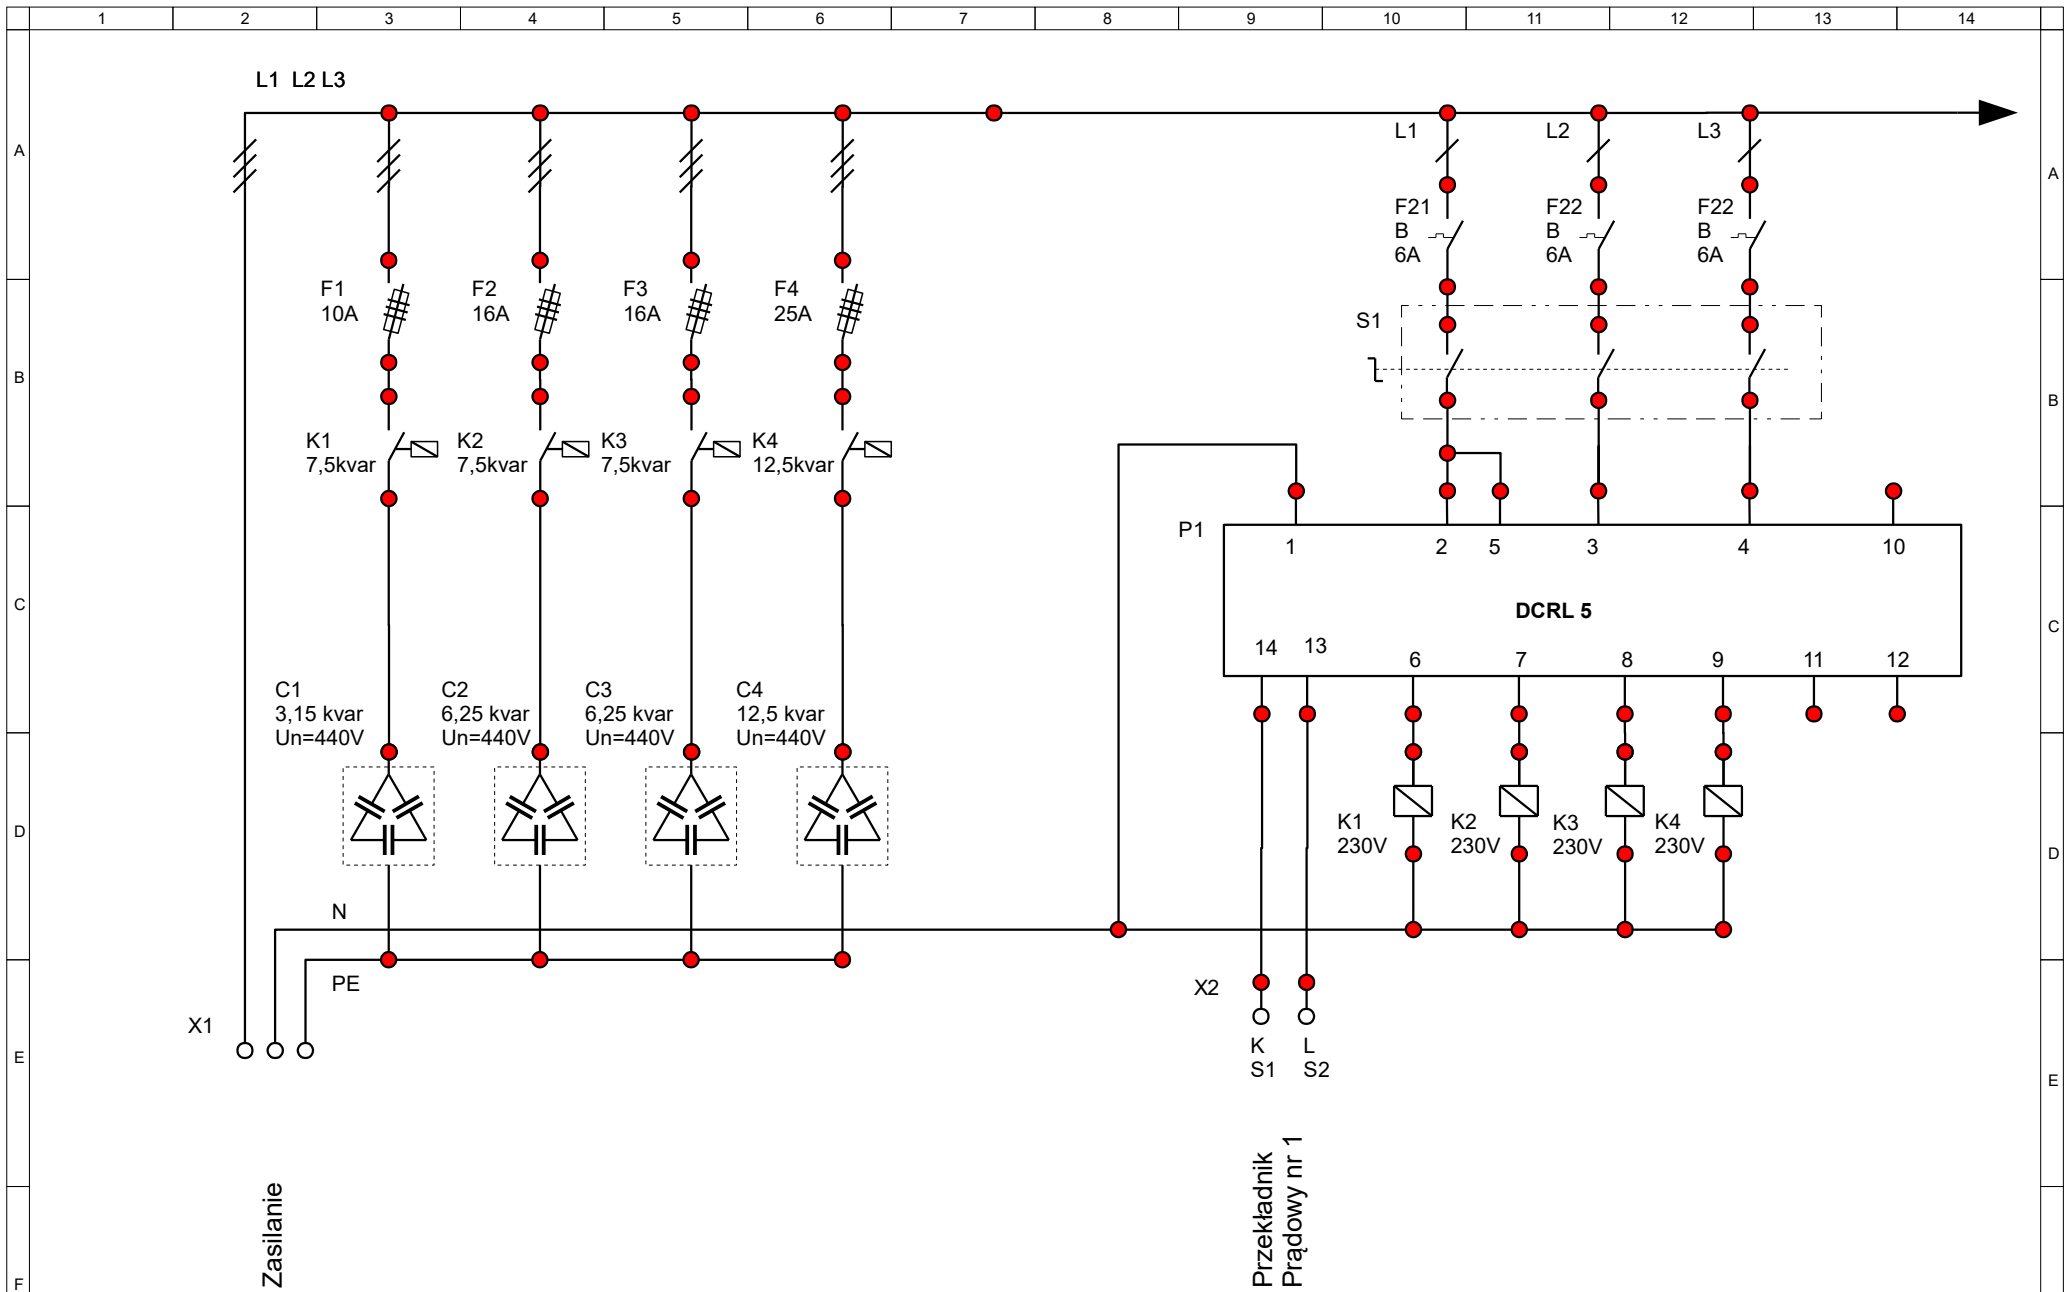 1 2 3 4 5 6 7 8 9 10 11 12 13 14
L1 L2 L3
A
A
L1 L2 L3
F21
B
6A
F22
B
6A
F22
B
6A
F1
10A
F2
16A
F3
16A
F4
25A
S1
B
B
K1
7,5kvar
K2
7,5kvar
K3
7,5kvar
K4
12,5kvar
P1
1 2 5 3 4 10
DCRL 5
C
C
14 13 6 7 8 9 11 12
C1
3,15 kvar
Un=440V
C2
6,25 kvar
Un=440V
C3
6,25 kvar
Un=440V
C4
12,5 kvar
Un=440V
D
D
K1
230V
K2
230V
K3
230V
K4
230V
N
PE
X1
X2
K
S1
L
S2
E
E
Zasilanie
Przekładnik
Prądowy nr 1
F